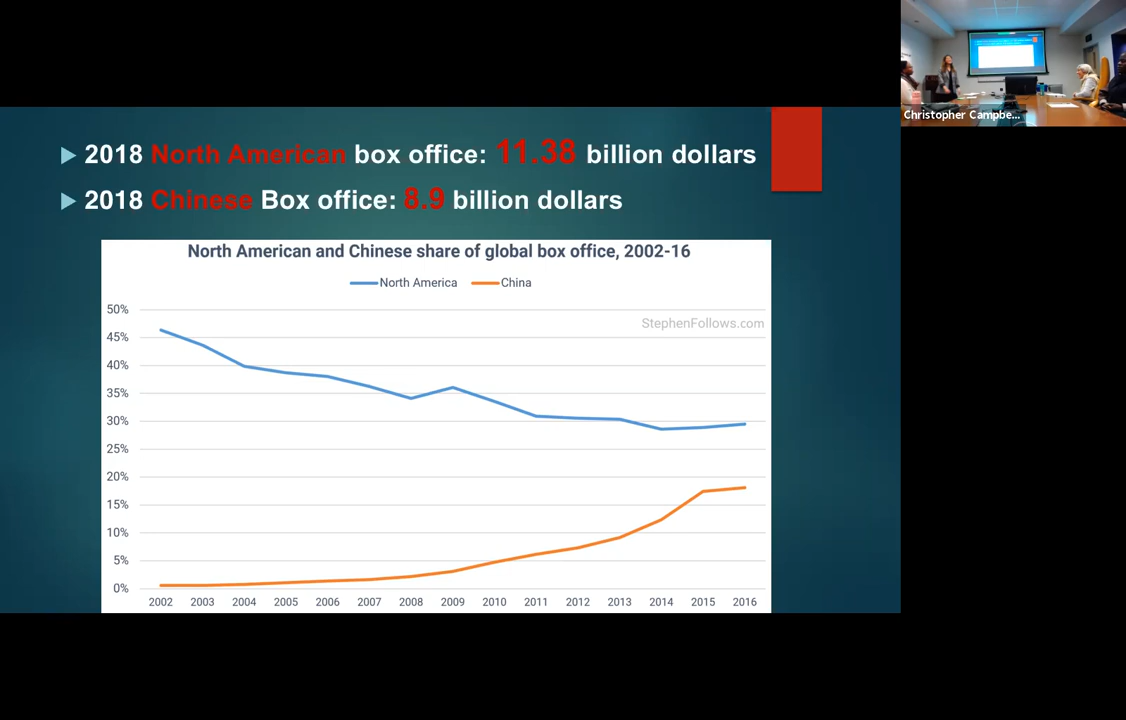 2018 North American box office: 11.38 billion dollars
2018 Chinese Box office: 8.9 billion dollars
North American and Chinese share of global box office, 2002-16
North America China
StephenFollows.com
50%
45%
40%
35%
30%
25%
20%
15%
10%
5%
0%
2002 2003 2004 2005 2006 2007 2008 2009 2010 2011 2012 2013 2014 2015 2016
Christopher Campbe...